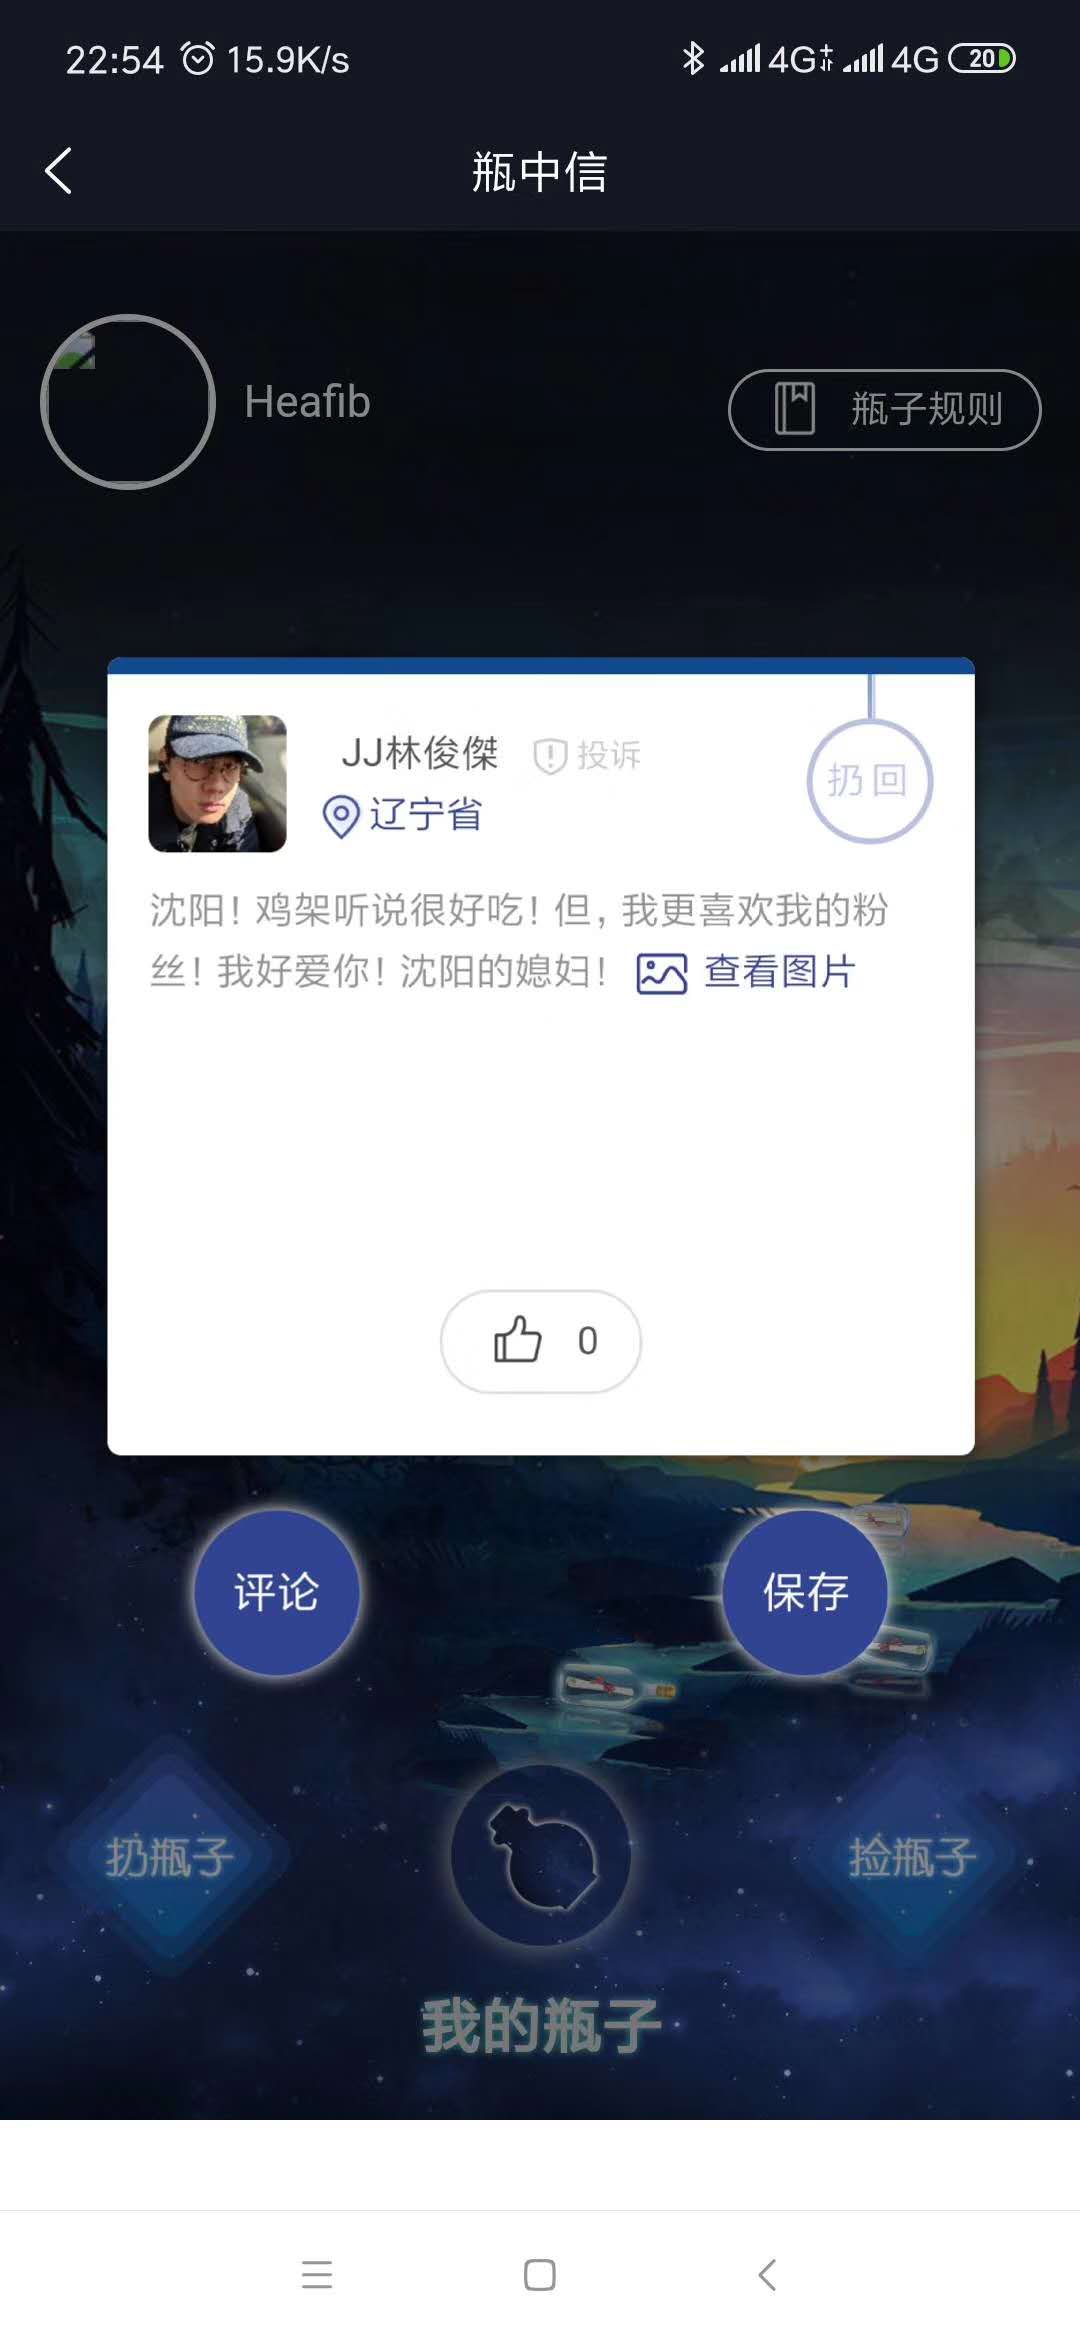 22:54 15.9K/s 4G 4G 20
瓶中信
Heafib
瓶子规则
JJ林俊傑 投诉
扔回
辽宁省
沈阳！鸡架听说很好吃！但，我更喜欢我的粉
丝！我好爱你！沈阳的媳妇！ 查看图片
0
评论
保存
扔瓶子
捡瓶子
我的瓶子